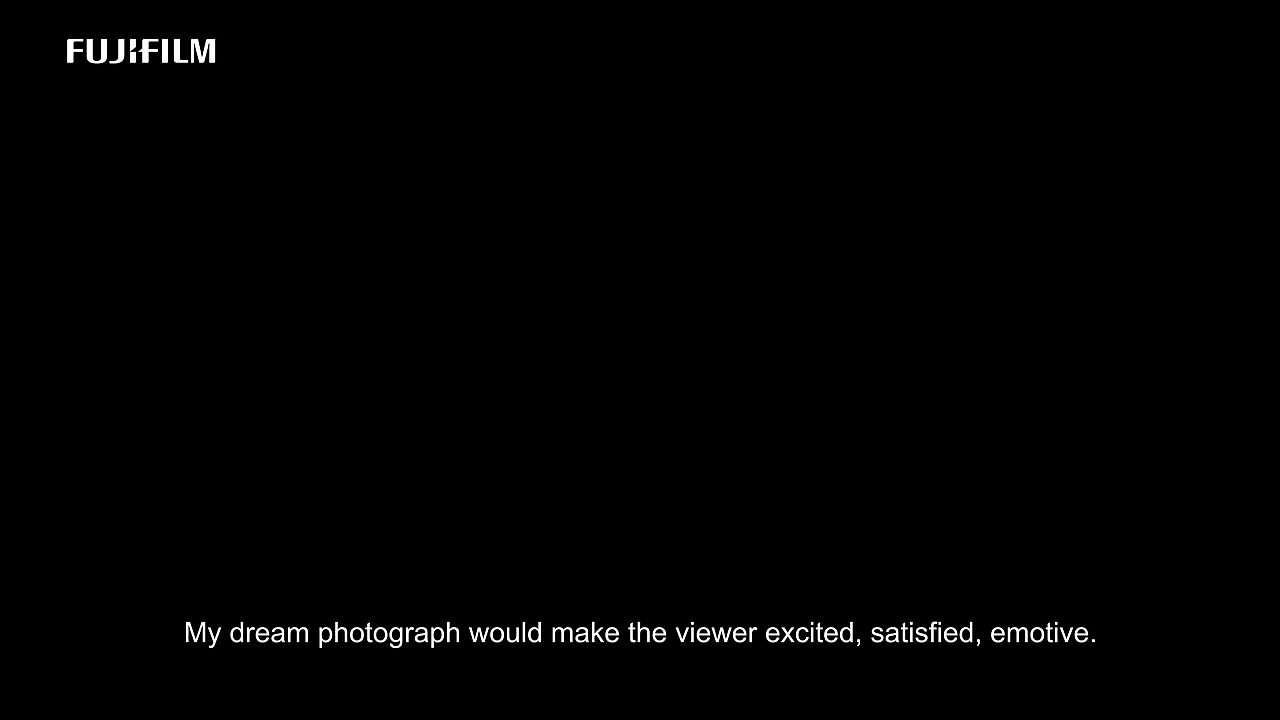 FUJIFILM
My dream photograph would make the viewer excited, satisfied, emotive.